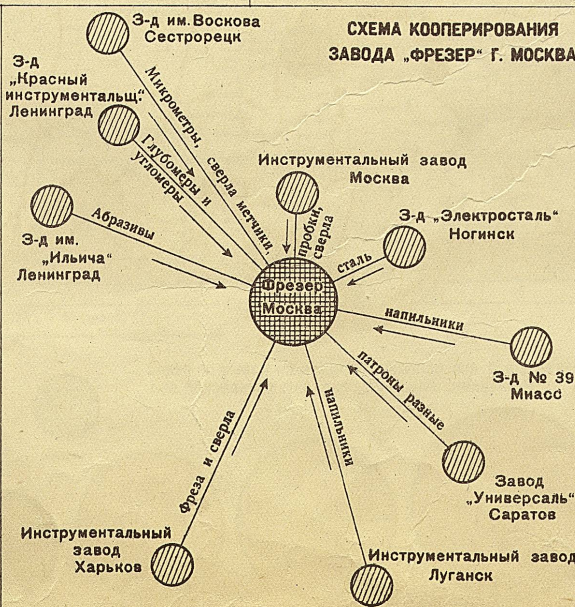 СХЕМА КООПЕРИРОВАНИЯ
ЗАВОДА „ФРЕЗЕР“ Г. МОСКВА
З-д им. Воскова
Сестрорецк
З-д
„Красный
инструментальщ.“
Ленинград
Микрометры, сверла метчики.
Глубомеры и
угломеры
Инструментальный завод
Москва
пробки,
сверла
З-д „Электросталь“
Ногинск
сталь
З-д им.
„Ильича“
Ленинград
Абразивы
Фрезер
Москва
напильники
З-д № 39
Миасс
патроны разные
Завод
„Универсаль“
Саратов
напильники
Инструментальный завод
Луганск
Фреза и сверла
Инструментальный
завод
Харьков